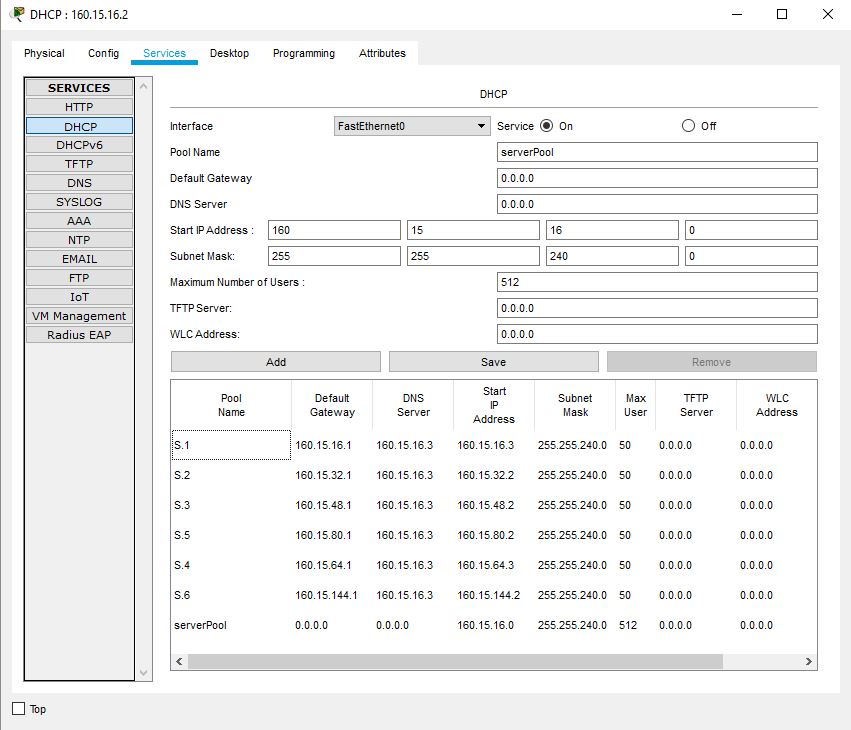 DHCP : 160.15.16.2
Physical Config Services Desktop Programming Attributes
SERVICES
HTTP
DHCP
DHCPv6
TFTP
DNS
SYSLOG
AAA
NTP
EMAIL
FTP
IoT
VM Management
Radius EAP
DHCP
Interface FastEthernet0 Service On Off
Pool Name serverPool
Default Gateway 0.0.0.0
DNS Server 0.0.0.0
Start IP Address : 160 15 16 0
Subnet Mask: 255 255 240 0
Maximum Number of Users : 512
TFTP Server: 0.0.0.0
WLC Address: 0.0.0.0
Add Save Remove
Pool Name Default Gateway DNS Server Start IP Address Subnet Mask Max User TFTP Server WLC Address
S.1 160.15.16.1 160.15.16.3 160.15.16.3 255.255.240.0 50 0.0.0.0 0.0.0.0
S.2 160.15.32.1 160.15.16.3 160.15.32.2 255.255.240.0 50 0.0.0.0 0.0.0.0
S.3 160.15.48.1 160.15.16.3 160.15.48.2 255.255.240.0 50 0.0.0.0 0.0.0.0
S.5 160.15.80.1 160.15.16.3 160.15.80.2 255.255.240.0 50 0.0.0.0 0.0.0.0
S.4 160.15.64.1 160.15.16.3 160.15.64.3 255.255.240.0 50 0.0.0.0 0.0.0.0
S.6 160.15.144.1 160.15.16.3 160.15.144.2 255.255.240.0 50 0.0.0.0 0.0.0.0
serverPool 0.0.0.0 0.0.0.0 160.15.16.0 255.255.240.0 512 0.0.0.0 0.0.0.0
Top